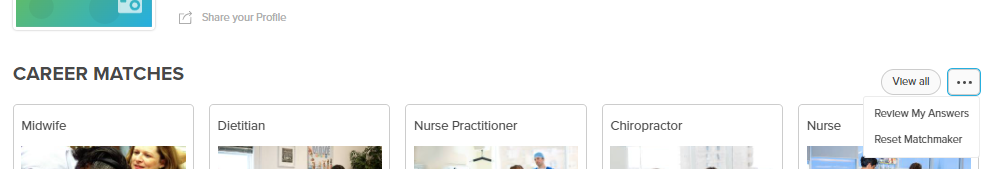 Share your Profile
CAREER MATCHES
View all
Review My Answers
Reset Matchmaker
Midwife
Dietitian
Nurse Practitioner
Chiropractor
Nurse